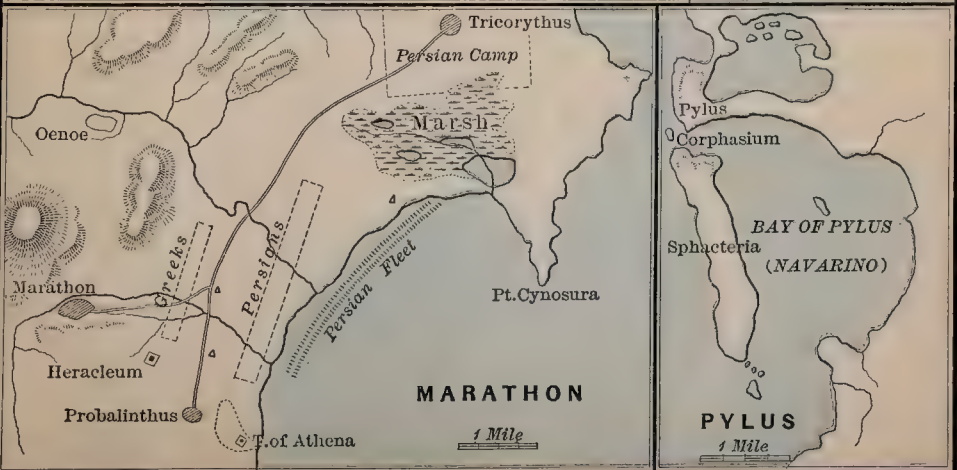 Tricorythus
Persian Camp
Marsh
Oenoe
Greeks
Persians
Persian Fleet
Marathon
Pt. Cynosura
Heracleum
Probalinthus
T. of Athena
MARATHON
1 Mile
Pylus
Corphasium
Sphacteria
BAY OF PYLUS
(NAVARINO)
PYLUS
1 Mile